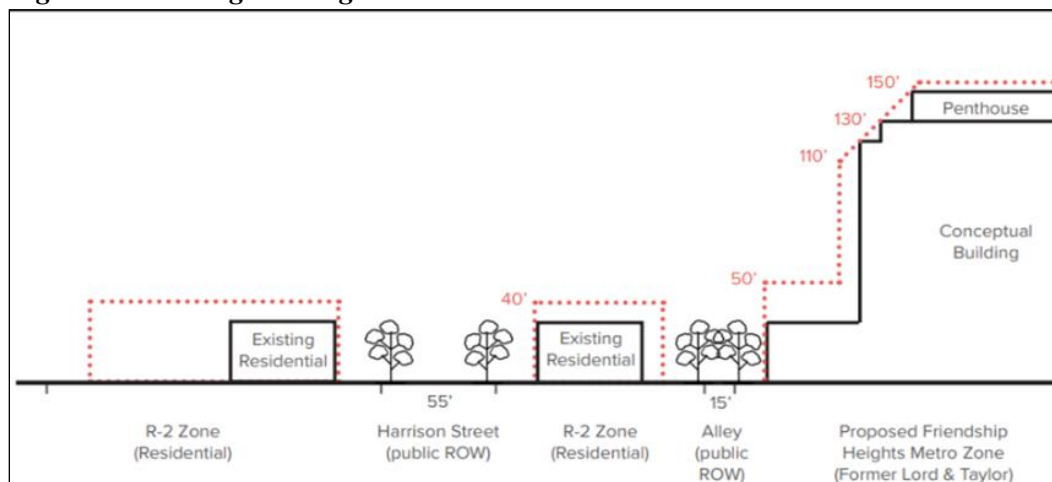 150'
Penthouse
130'
110'
Conceptual
Building
50'
40'
Existing
Residential
Existing
Residential
55'
15'
R-2 Zone
(Residential)
Harrison Street
(public ROW)
R-2 Zone
(Residential)
Alley
(public
ROW)
Proposed Friendship
Heights Metro Zone
(Former Lord & Taylor)